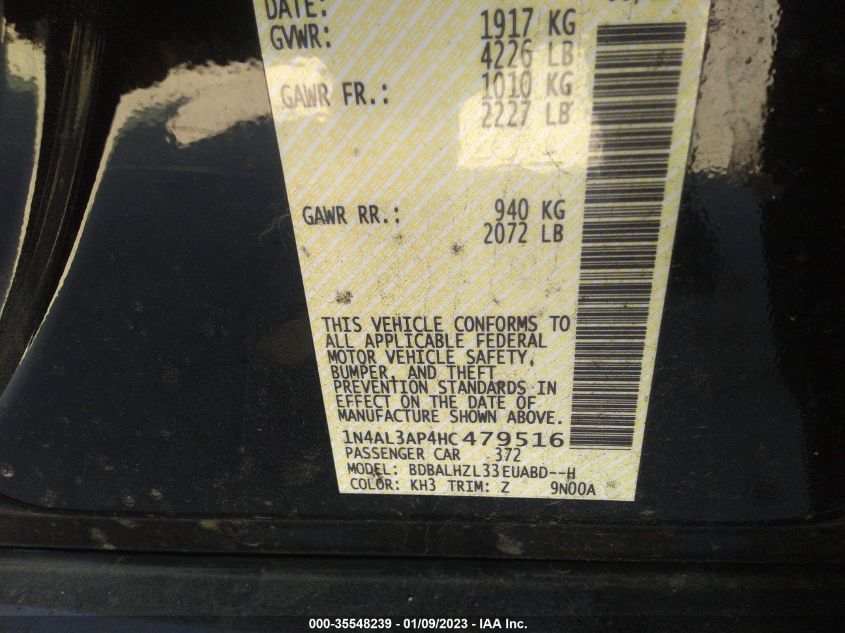 DATE:
GVWR: 1917 KG
4226 LB
GAWR FR.: 1010 KG
2227 LB
GAWR RR.: 940 KG
2072 LB
THIS VEHICLE CONFORMS TO
ALL APPLICABLE FEDERAL
MOTOR VEHICLE SAFETY,
BUMPER, AND THEFT
PREVENTION STANDARDS IN
EFFECT ON THE DATE OF
MANUFACTURE SHOWN ABOVE.
1N4AL3AP4HC479516
PASSENGER CAR 372
MODEL: BDBALHZL33EUABD--H
COLOR: KH3 TRIM: Z 9N00A
000-35548239 - 01/09/2023 - IAA Inc.